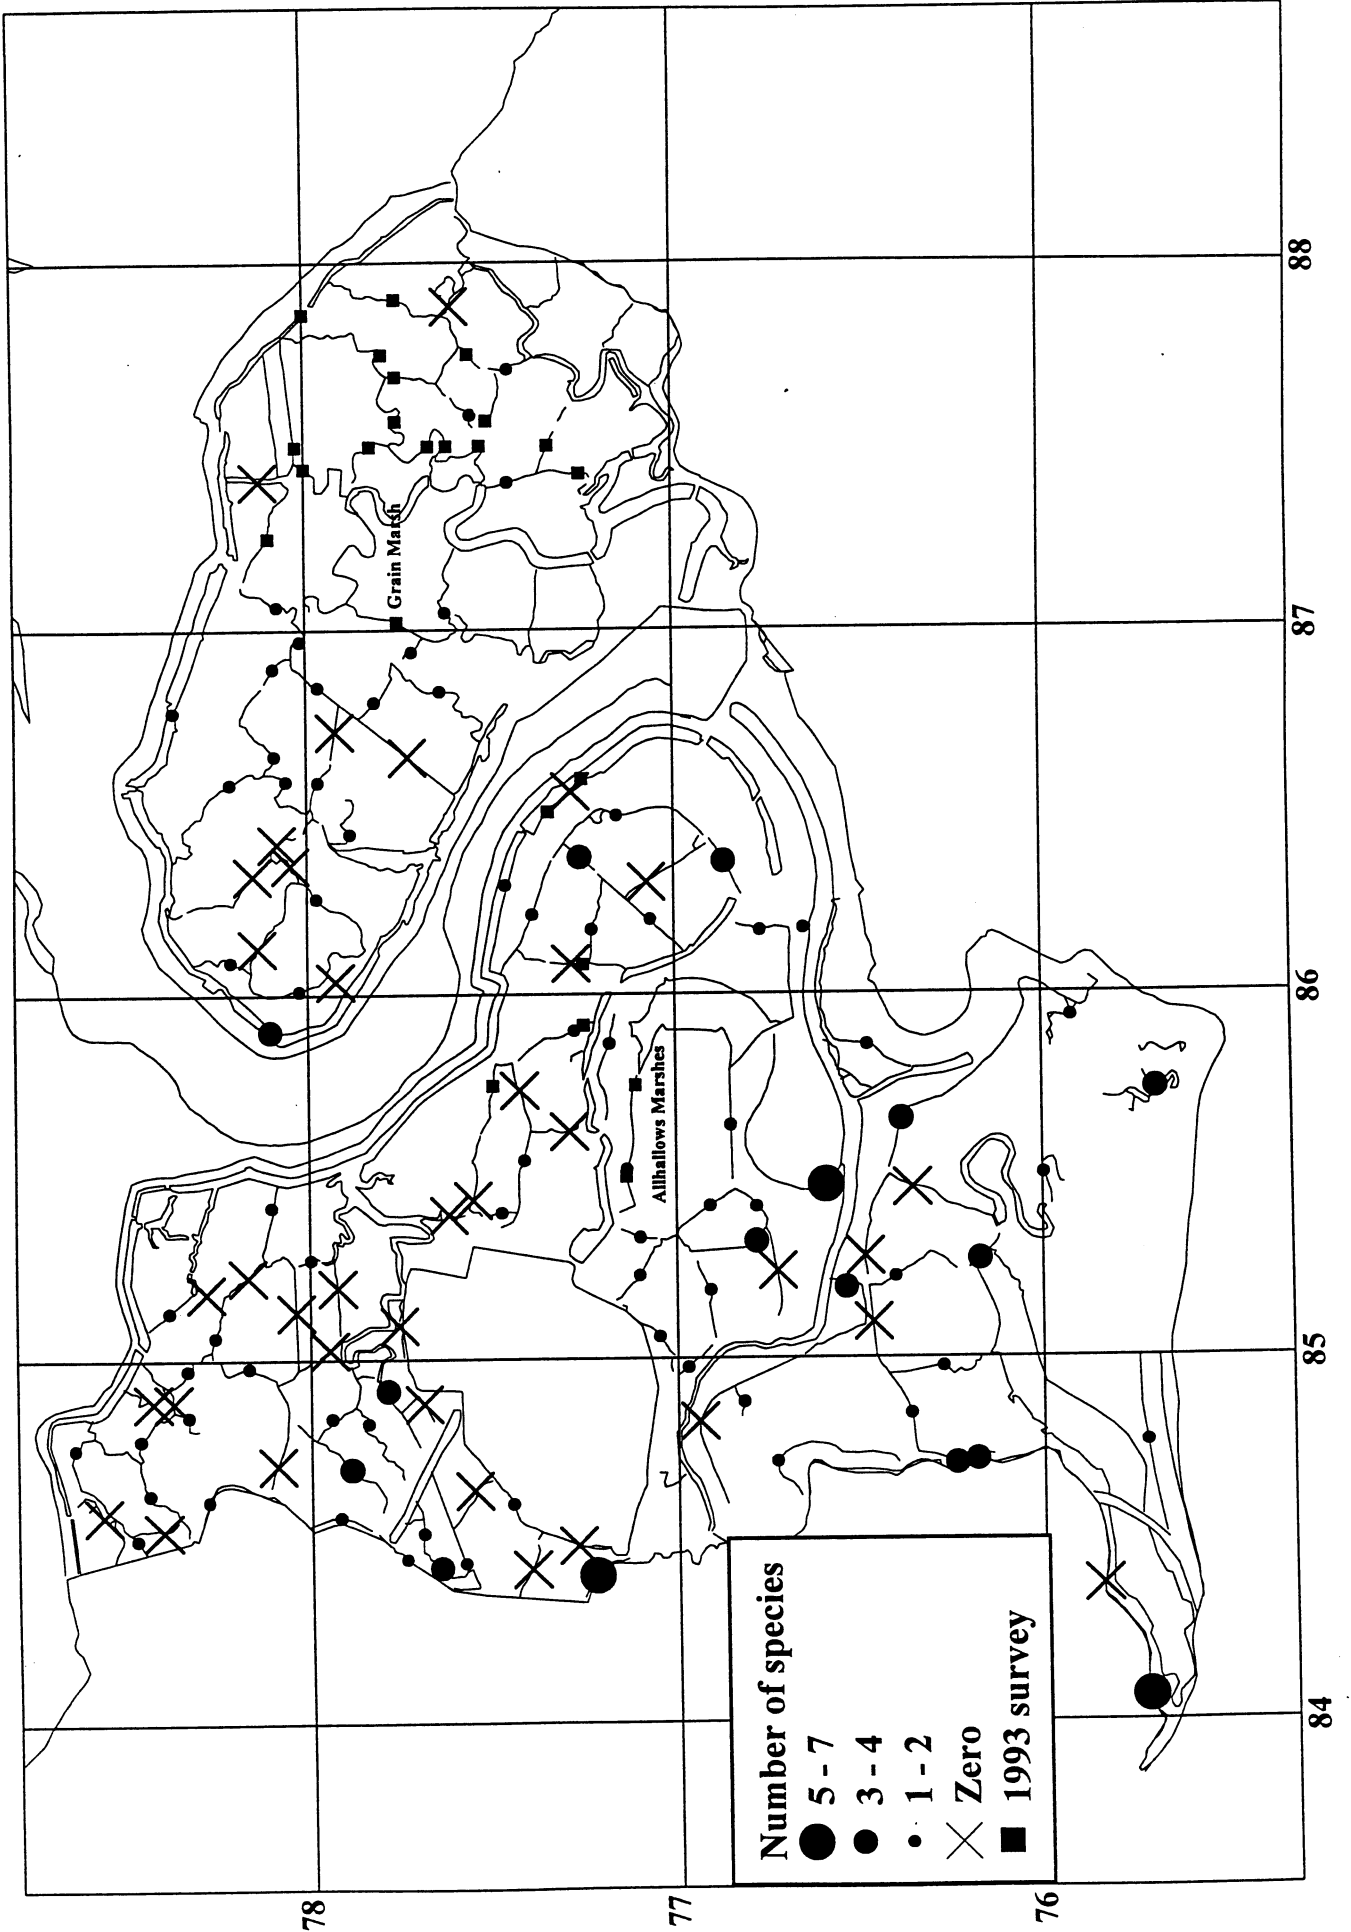 78
77
76
84
85
86
87
88
Grain Marsh
Allhallows Marshes
Number of species
5 - 7
3 - 4
1 - 2
Zero
1993 survey